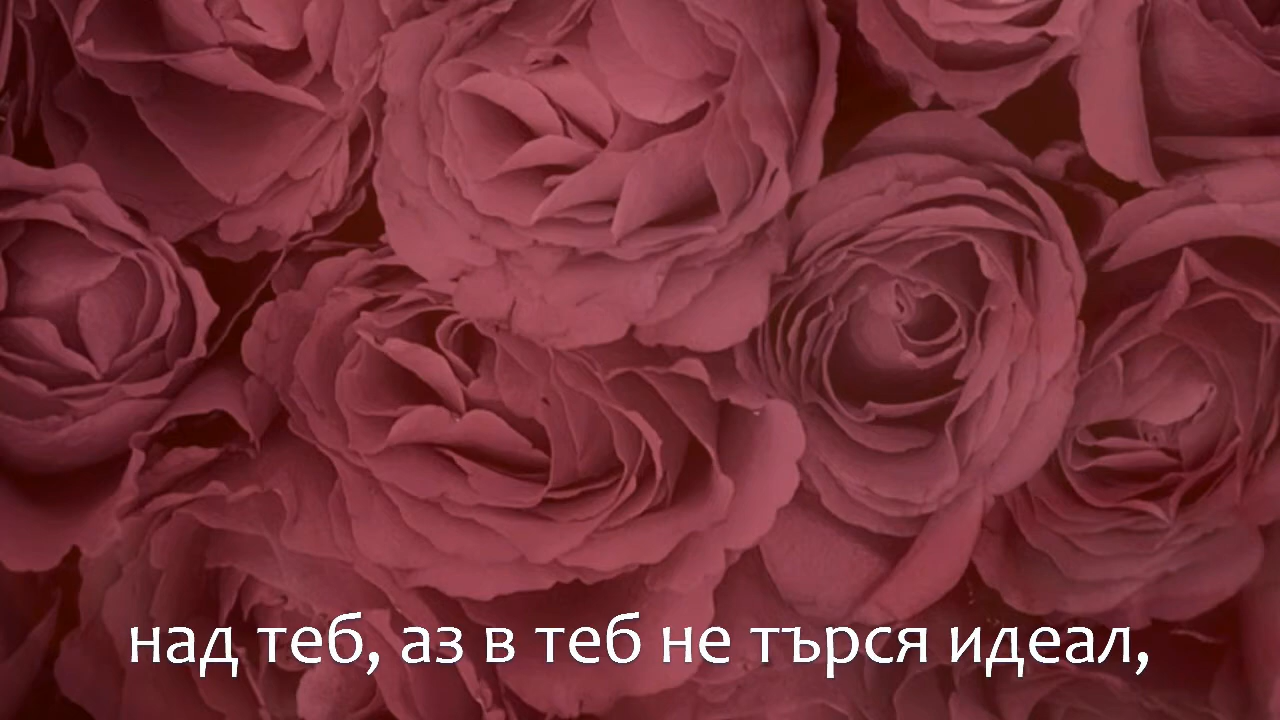 над теб, аз в теб не търся идеал,